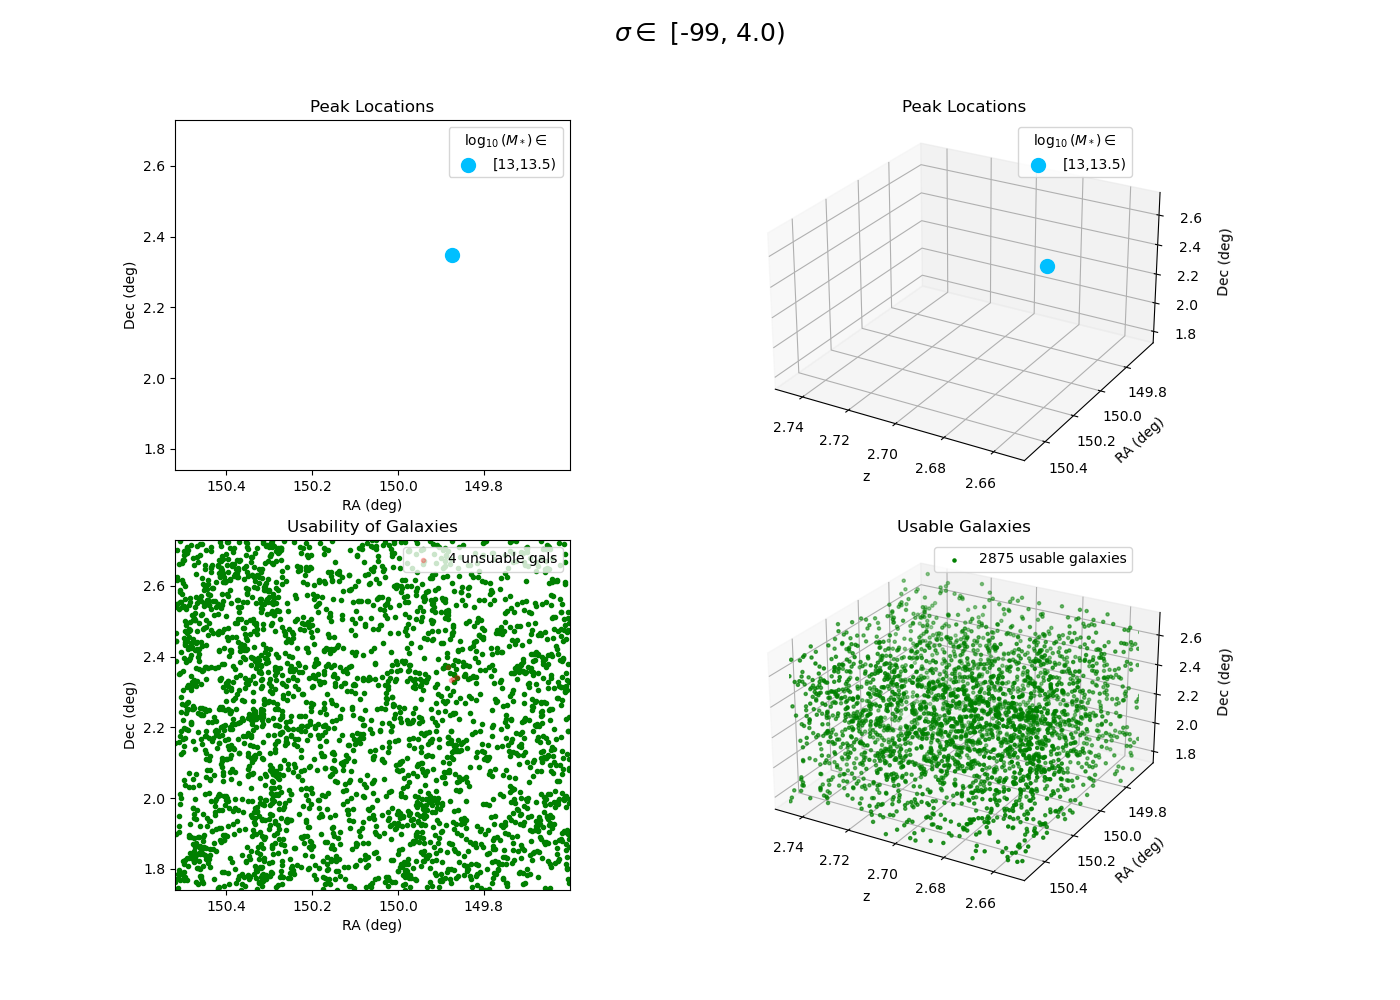 σ ∈ [-99, 4.0)
Peak Locations
log₁₀(M*) ∈
[13,13.5)
2.6
2.4
2.2
2.0
1.8
Dec (deg)
150.4 150.2 150.0 149.8
RA (deg)
Peak Locations
log₁₀(M*) ∈
[13,13.5)
2.6
2.4
2.2
2.0
1.8
Dec (deg)
149.8
150.0
150.2
150.4
RA (deg)
2.74
2.72
2.70
2.68
2.66
z
Usability of Galaxies
4 unsuable gals
2.6
2.4
2.2
2.0
1.8
Dec (deg)
150.4 150.2 150.0 149.8
RA (deg)
Usable Galaxies
2875 usable galaxies
2.6
2.4
2.2
2.0
1.8
Dec (deg)
149.8
150.0
150.2
150.4
RA (deg)
2.74
2.72
2.70
2.68
2.66
z